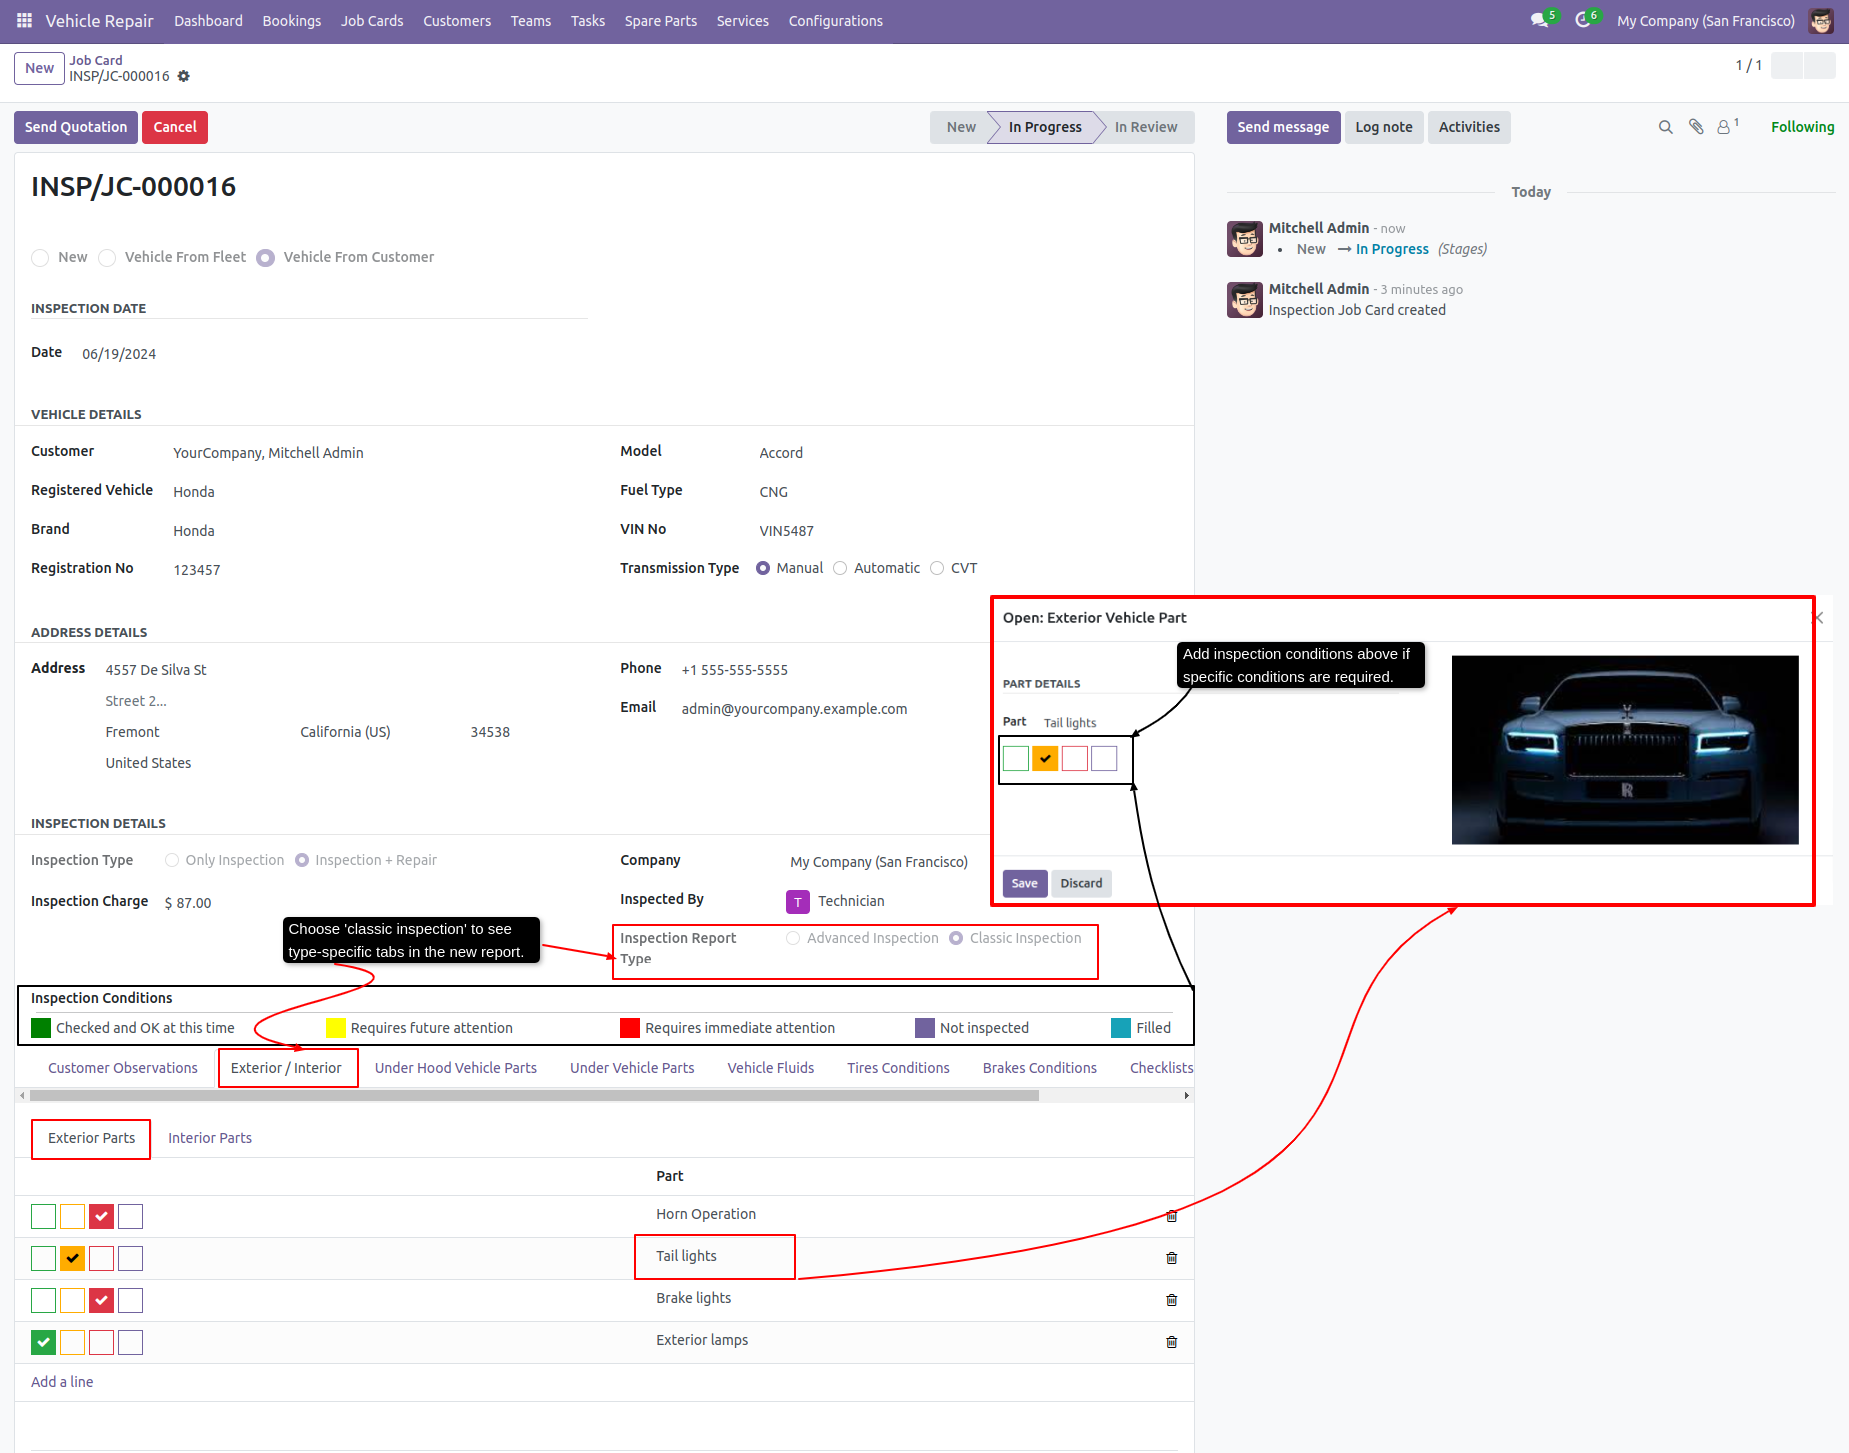 Vehicle Repair Dashboard Bookings Job Cards Customers Teams Tasks Spare Parts Services Configurations 5 6 My Company (San Francisco)
New Job Card
INSP/JC-000016
1 / 1
Send Quotation Cancel New In Progress In Review Send message Log note Activities 1 Following
INSP/JC-000016
Today
Mitchell Admin - now
• New → In Progress (Stages)
Mitchell Admin - 3 minutes ago
Inspection Job Card created
New Vehicle From Fleet Vehicle From Customer
INSPECTION DATE
Date 06/19/2024
VEHICLE DETAILS
Customer YourCompany, Mitchell Admin Model Accord
Registered Vehicle Honda Fuel Type CNG
Brand Honda VIN No VIN5487
Registration No 123457 Transmission Type Manual Automatic CVT
ADDRESS DETAILS
Address 4557 De Silva St Phone +1 555-555-5555
Street 2...
Email admin@yourcompany.example.com
Fremont California (US) 34538
United States
Open: Exterior Vehicle Part
Add inspection conditions above if
specific conditions are required.
PART DETAILS
Part Tail lights
R
Save Discard
INSPECTION DETAILS
Inspection Type Only Inspection Inspection + Repair Company My Company (San Francisco)
Inspection Charge $ 87.00 Inspected By T Technician
Choose 'classic inspection' to see
type-specific tabs in the new report.
Inspection Report Advanced Inspection Classic Inspection
Type
Inspection Conditions
Checked and OK at this time Requires future attention Requires immediate attention Not inspected Filled
Customer Observations Exterior / Interior Under Hood Vehicle Parts Under Vehicle Parts Vehicle Fluids Tires Conditions Brakes Conditions Checklists
Exterior Parts Interior Parts
Part
Horn Operation
Tail lights
Brake lights
Exterior lamps
Add a line